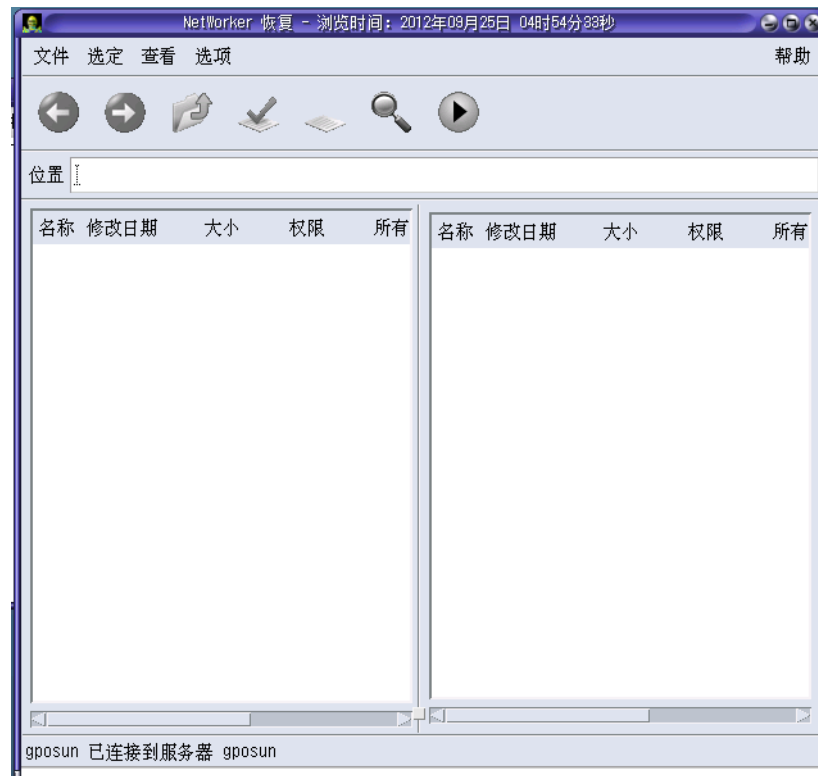 NetWorker 恢复 - 浏览时间: 2012年09月25日 04时54分33秒
文件 选定 查看 选项 帮助
位置
名称 修改日期 大小 权限 所有
名称 修改日期 大小 权限 所有
gposun 已连接到服务器 gposun